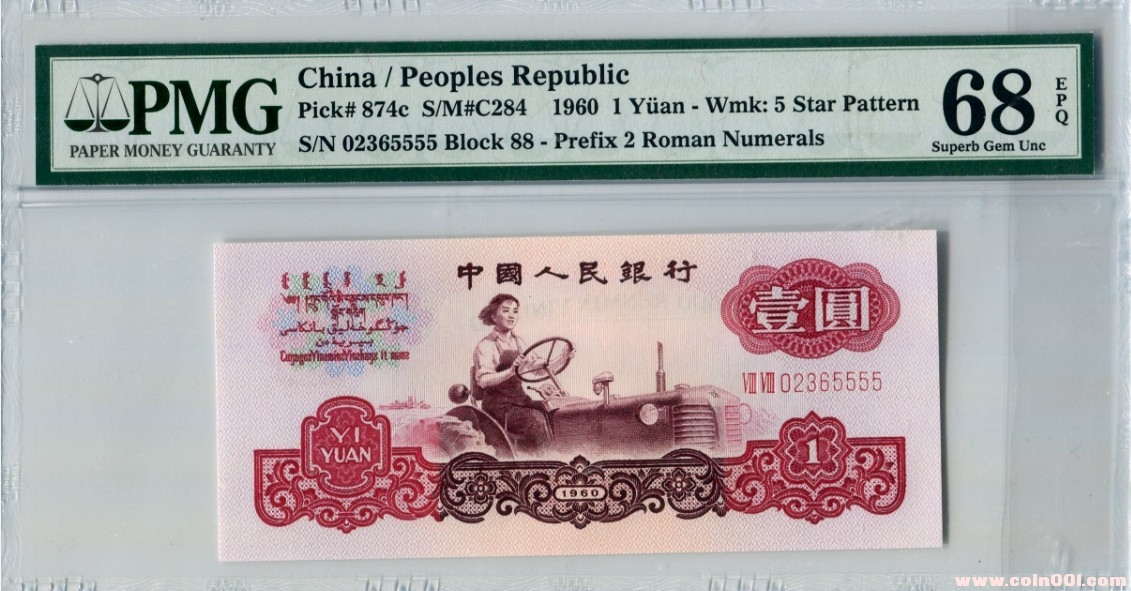 PMG
PAPER MONEY GUARANTY
China / Peoples Republic
Pick# 874c S/M#C284 1960 1 Yüan - Wmk: 5 Star Pattern
S/N 02365555 Block 88 - Prefix 2 Roman Numerals
68
EPQ
Superb Gem Unc
中國人民銀行
壹圓
VIII VIII 02365555
YI
YUAN
1
1960
www.coin001.com